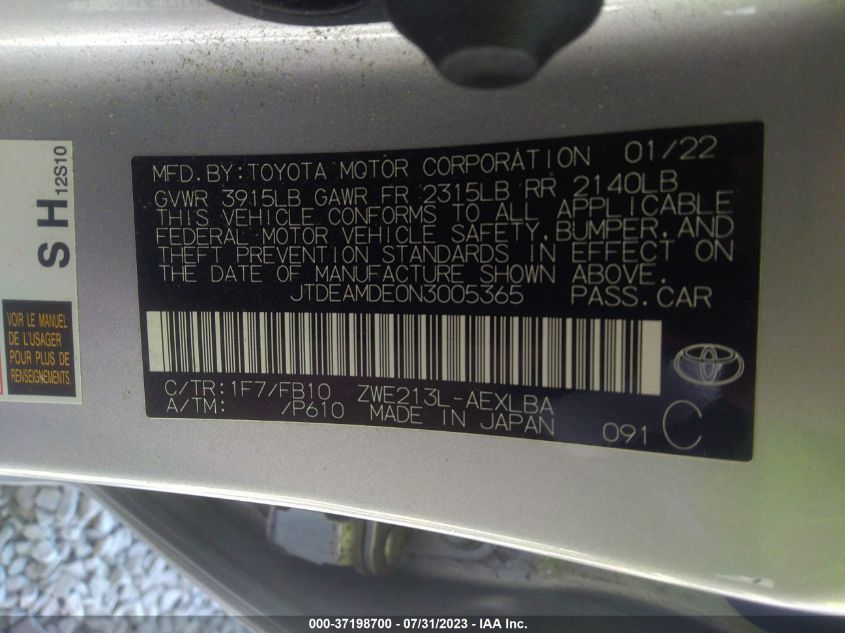 MFD.BY:TOYOTA MOTOR CORPORATION 01/22
GVWR 3915LB GAWR FR 2315LB RR 2140LB
THIS VEHICLE CONFORMS TO ALL APPLICABLE
FEDERAL MOTOR VEHICLE SAFETY,BUMPER,AND
THEFT PREVENTION STANDARDS IN EFFECT ON
THE DATE OF MANUFACTURE SHOWN ABOVE.
JTDEAMDE0N3005365 PASS.CAR
C/TR:1F7/FB10 ZWE213L-AEXLBA
A/TM: /P610 MADE IN JAPAN
091 C
S H
12S10
VOIR LE MANUEL
DE L'USAGER
POUR PLUS DE
RENSEIGNEMENTS.
000-37198700 / 07/31/2023 - IAA Inc.